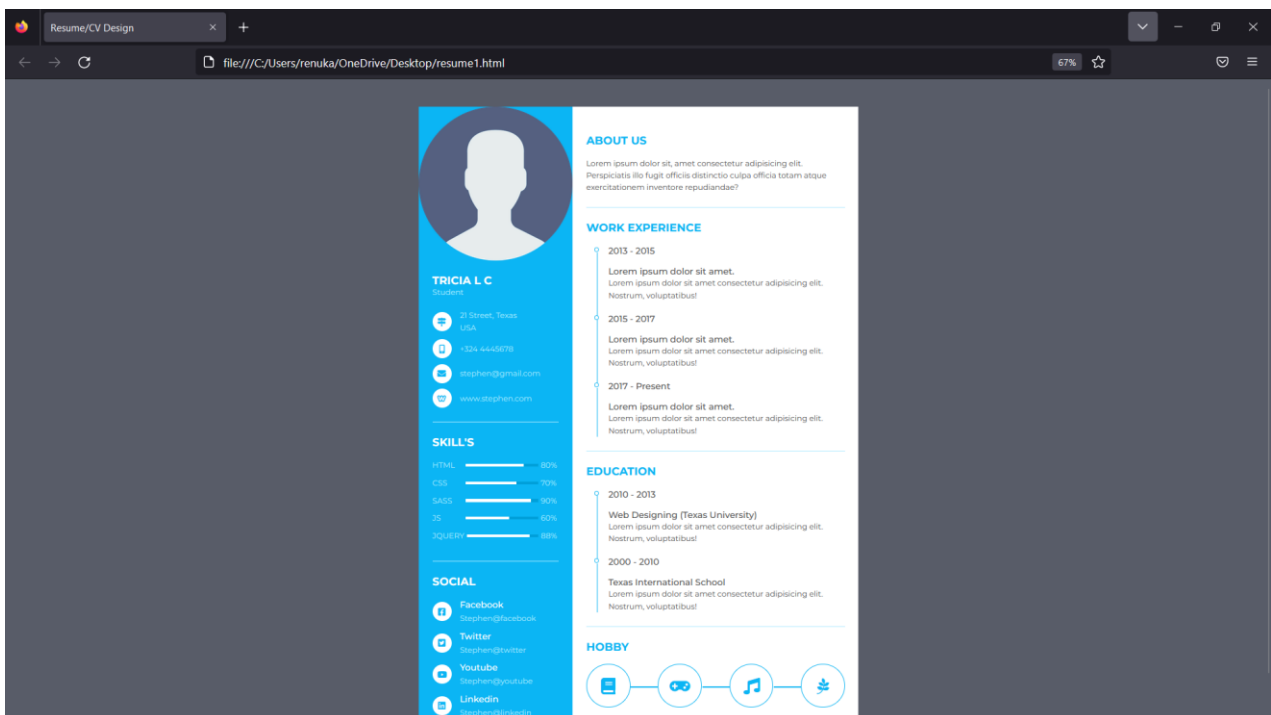 Resume/CV Design
file:///C:/Users/renuka/OneDrive/Desktop/resume1.html
67%
TRICIA L C
Student
21 Street, Texas
USA
+324 4445678
stephen@gmail.com
www.stephen.com
SKILL'S
HTML 80%
CSS 70%
SASS 90%
JS 60%
JQUERY 88%
SOCIAL
Facebook
Stephen@facebook
Twitter
Stephen@twitter
Youtube
Stephen@youtube
Linkedin
Stephen@linkedin
ABOUT US
Lorem ipsum dolor sit, amet consectetur adipisicing elit.
Perspiciatis illo fugit officiis distinctio culpa officia totam atque
exercitationem inventore repudiandae?
WORK EXPERIENCE
2013 - 2015
Lorem ipsum dolor sit amet.
Lorem ipsum dolor sit amet consectetur adipisicing elit.
Nostrum, voluptatibus!
2015 - 2017
Lorem ipsum dolor sit amet.
Lorem ipsum dolor sit amet consectetur adipisicing elit.
Nostrum, voluptatibus!
2017 - Present
Lorem ipsum dolor sit amet.
Lorem ipsum dolor sit amet consectetur adipisicing elit.
Nostrum, voluptatibus!
EDUCATION
2010 - 2013
Web Designing (Texas University)
Lorem ipsum dolor sit amet consectetur adipisicing elit.
Nostrum, voluptatibus!
2000 - 2010
Texas International School
Lorem ipsum dolor sit amet consectetur adipisicing elit.
Nostrum, voluptatibus!
HOBBY